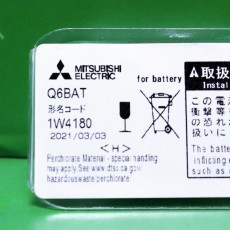 MITSUBISHI
ELECTRIC
for battery
Q6BAT
形名コード
1W4180
2021/03/03
<H>
Perchlorate Material - special handling
may apply.See www.dtsc.ca.gov/
hazardouswaste/perchlorate/
⚠取扱
Instal
この電
衝撃等
の恐れ
扱いに
The batte
inflicting
such as